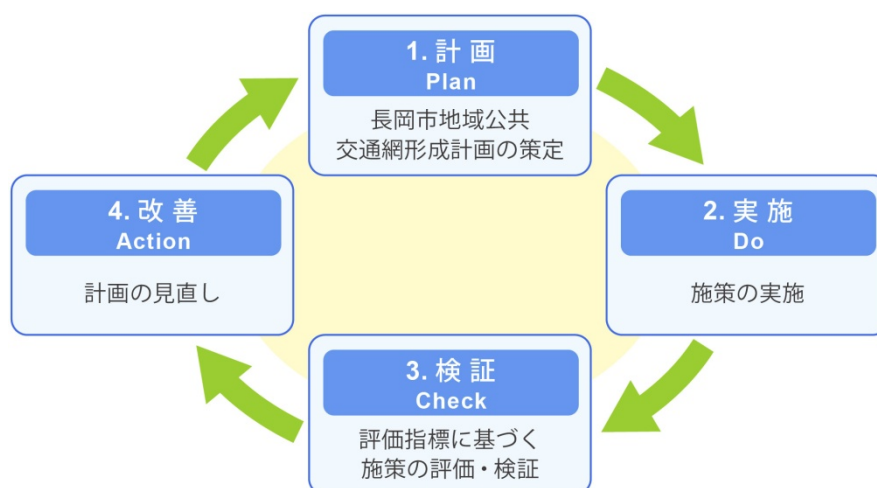 1. 計画
Plan
長岡市地域公共
交通網形成計画の策定
2. 実施
Do
施策の実施
3. 検証
Check
評価指標に基づく
施策の評価・検証
4. 改善
Action
計画の見直し